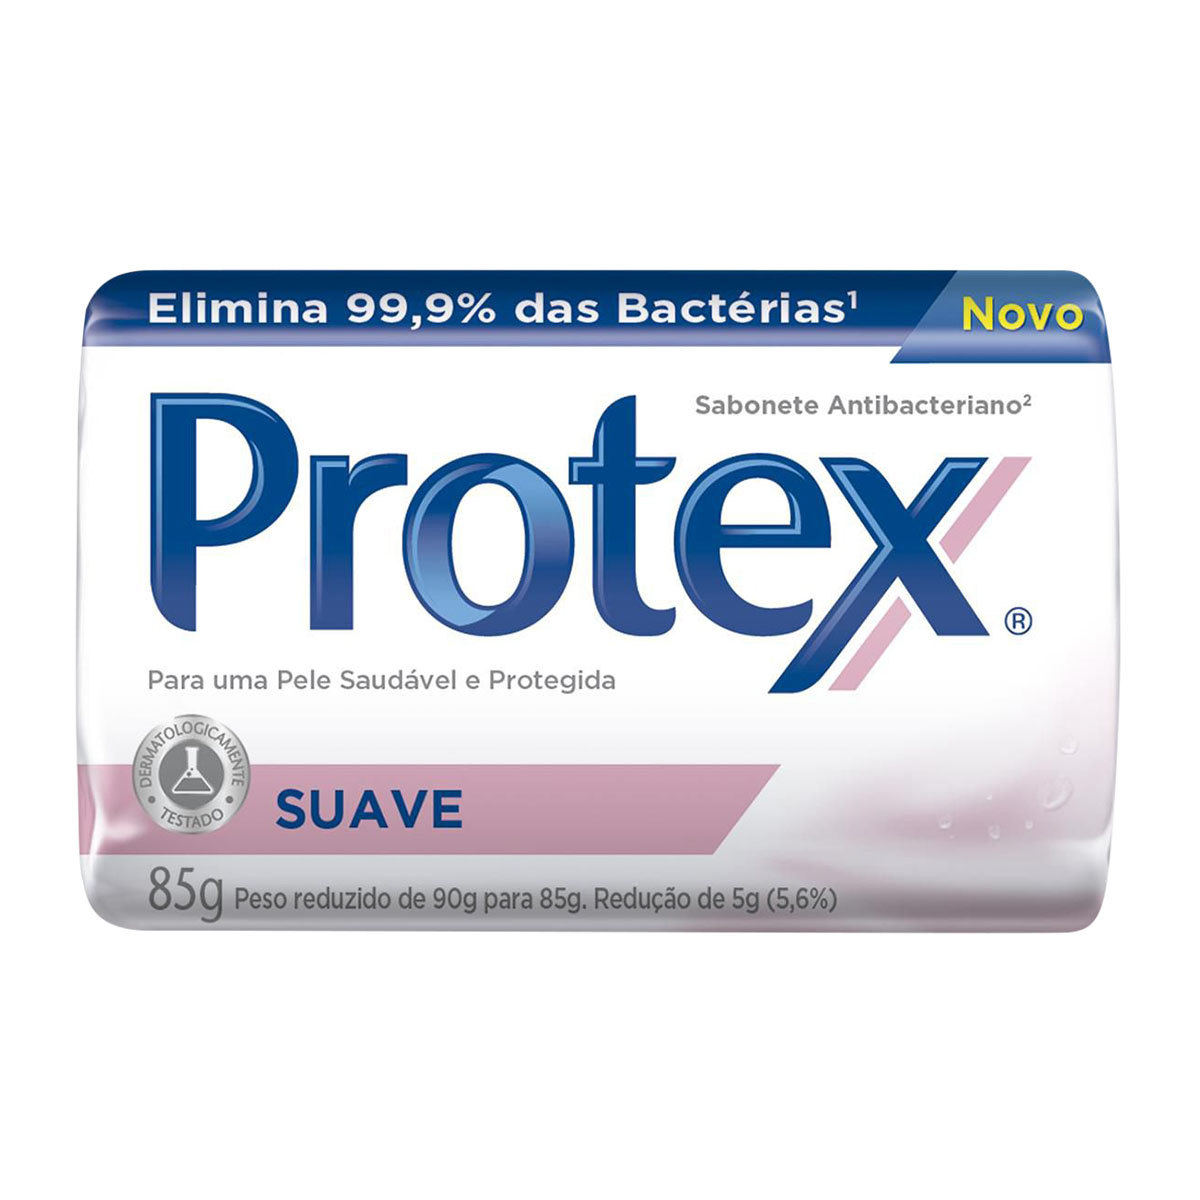 Elimina 99,9% das Bactérias¹
Novo
Sabonete Antibacteriano²
Protex®
Para uma Pele Saudável e Protegida
DERMATOLOGICAMENTE
TESTADO
SUAVE
85g Peso reduzido de 90g para 85g. Redução de 5g (5,6%)